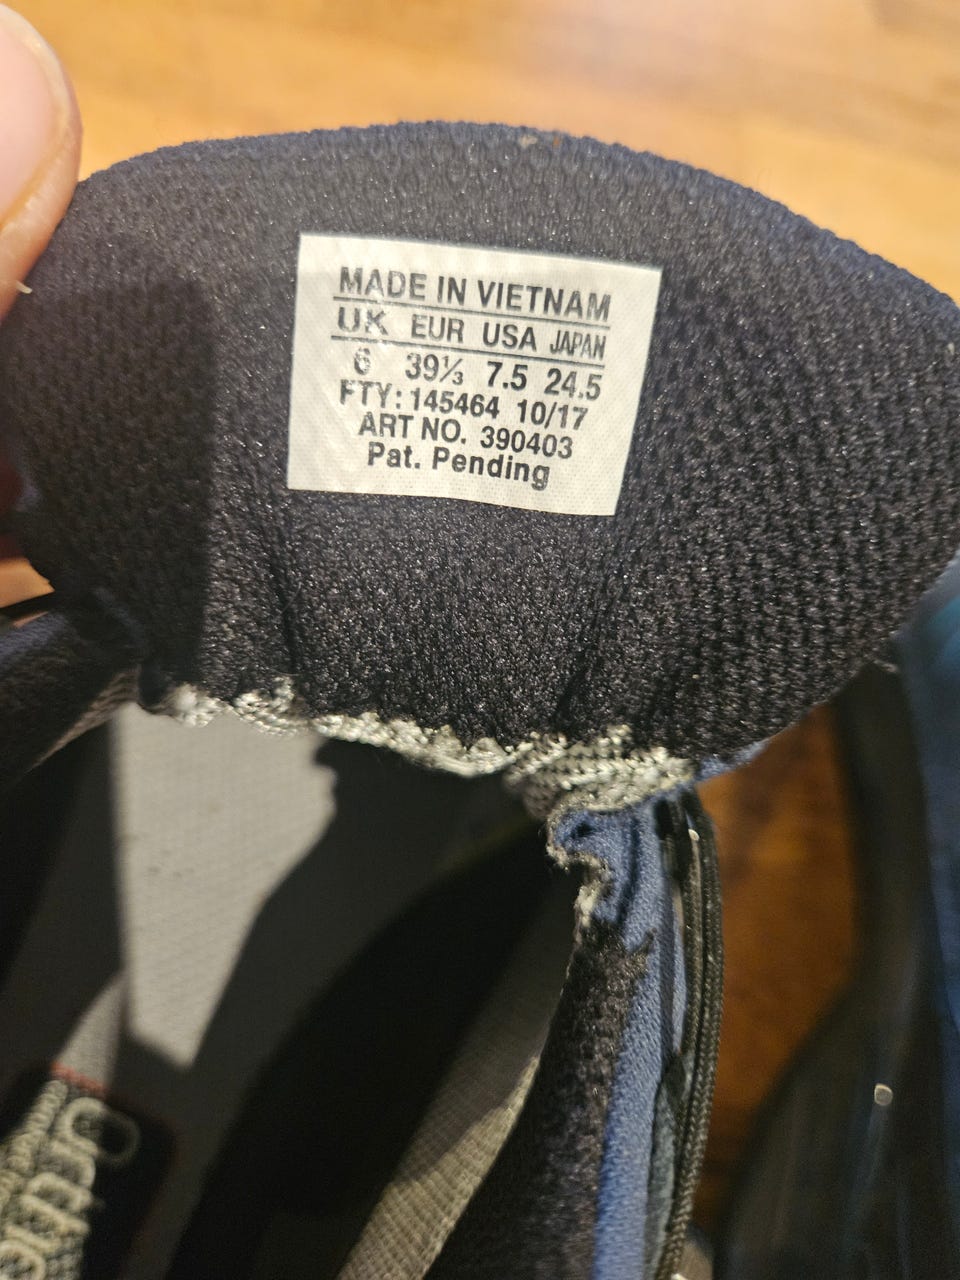 MADE IN VIETNAM
UK EUR USA JAPAN
6 39⅓ 7.5 24.5
FTY: 145464 10/17
ART NO. 390403
Pat. Pending